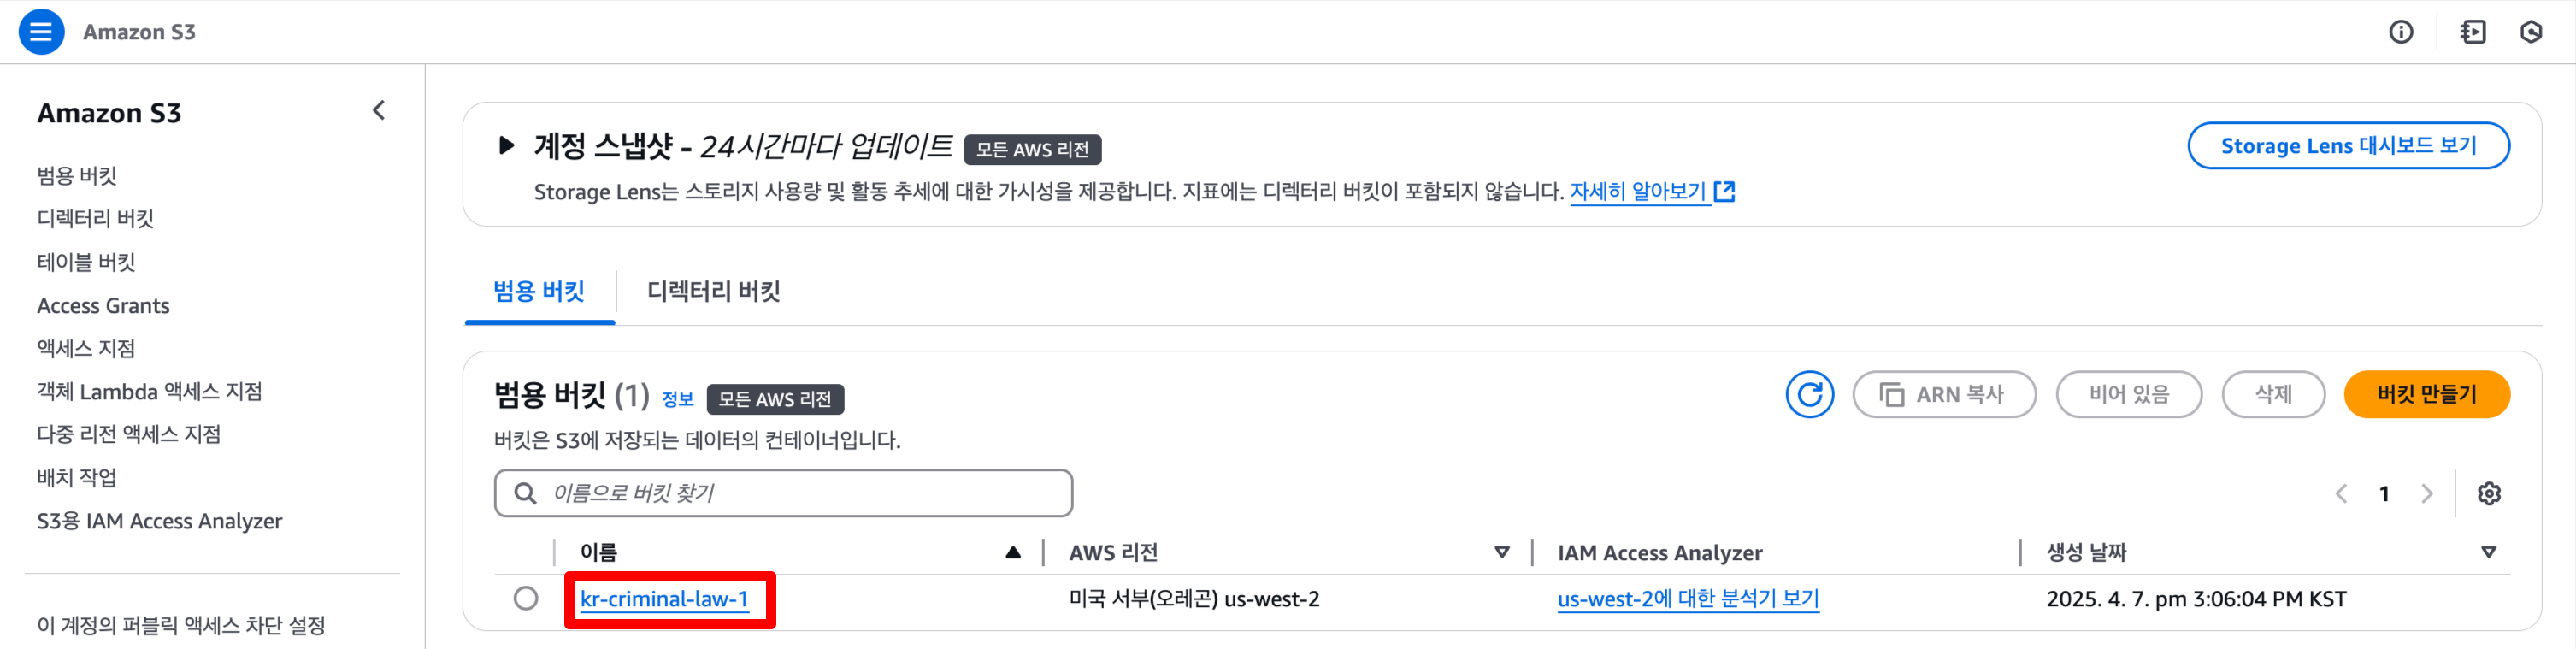 Amazon S3
Amazon S3
범용 버킷
디렉터리 버킷
테이블 버킷
Access Grants
액세스 지점
객체 Lambda 액세스 지점
다중 리전 액세스 지점
배치 작업
S3용 IAM Access Analyzer
이 계정의 퍼블릭 액세스 차단 설정
계정 스냅샷 - 24시간마다 업데이트 모든 AWS 리전
Storage Lens 대시보드 보기
Storage Lens는 스토리지 사용량 및 활동 추세에 대한 가시성을 제공합니다. 지표에는 디렉터리 버킷이 포함되지 않습니다. 자세히 알아보기
범용 버킷 디렉터리 버킷
범용 버킷 (1) 정보 모든 AWS 리전
ARN 복사 비어 있음 삭제 버킷 만들기
버킷은 S3에 저장되는 데이터의 컨테이너입니다.
이름으로 버킷 찾기
1
이름 AWS 리전 IAM Access Analyzer 생성 날짜
kr-criminal-law-1 미국 서부(오레곤) us-west-2 us-west-2에 대한 분석기 보기 2025. 4. 7. pm 3:06:04 PM KST